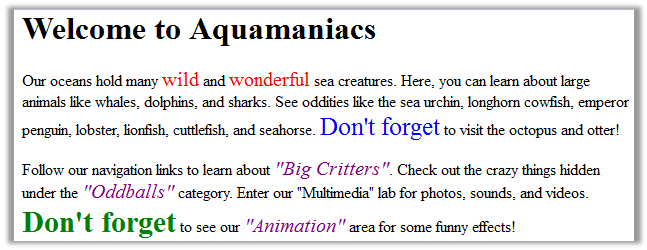 Welcome to Aquamaniacs
Our oceans hold many wild and wonderful sea creatures. Here, you can learn about large
animals like whales, dolphins, and sharks. See oddities like the sea urchin, longhorn cowfish, emperor
penguin, lobster, lionfish, cuttlefish, and seahorse. Don't forget to visit the octopus and otter!
Follow our navigation links to learn about "Big Critters". Check out the crazy things hidden
under the "Oddballs" category. Enter our "Multimedia" lab for photos, sounds, and videos.
Don't forget to see our "Animation" area for some funny effects!